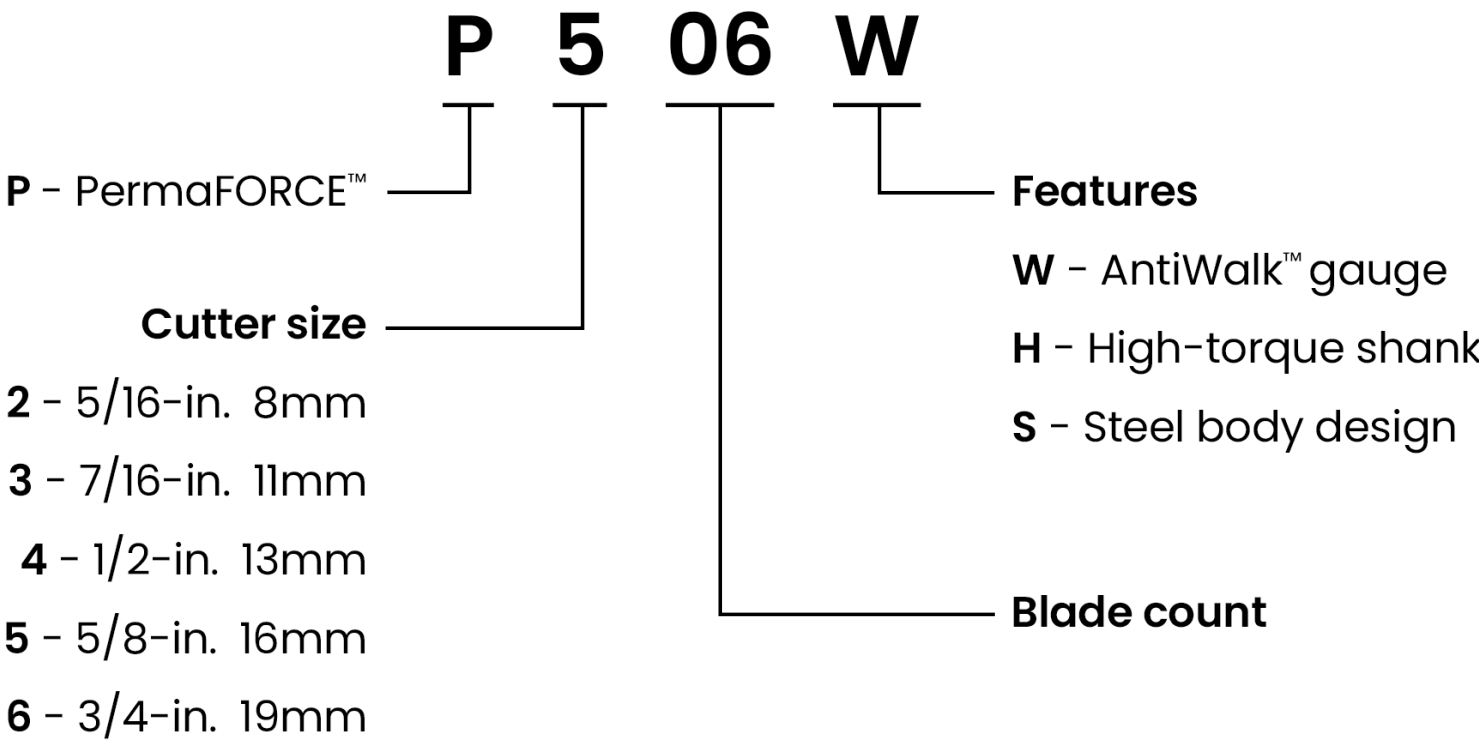 P 5 06 W
P - PermaFORCE™
Cutter size
2 - 5/16-in. 8mm
3 - 7/16-in. 11mm
4 - 1/2-in. 13mm
5 - 5/8-in. 16mm
6 - 3/4-in. 19mm
Features
W - AntiWalk™ gauge
H - High-torque shank
S - Steel body design
Blade count